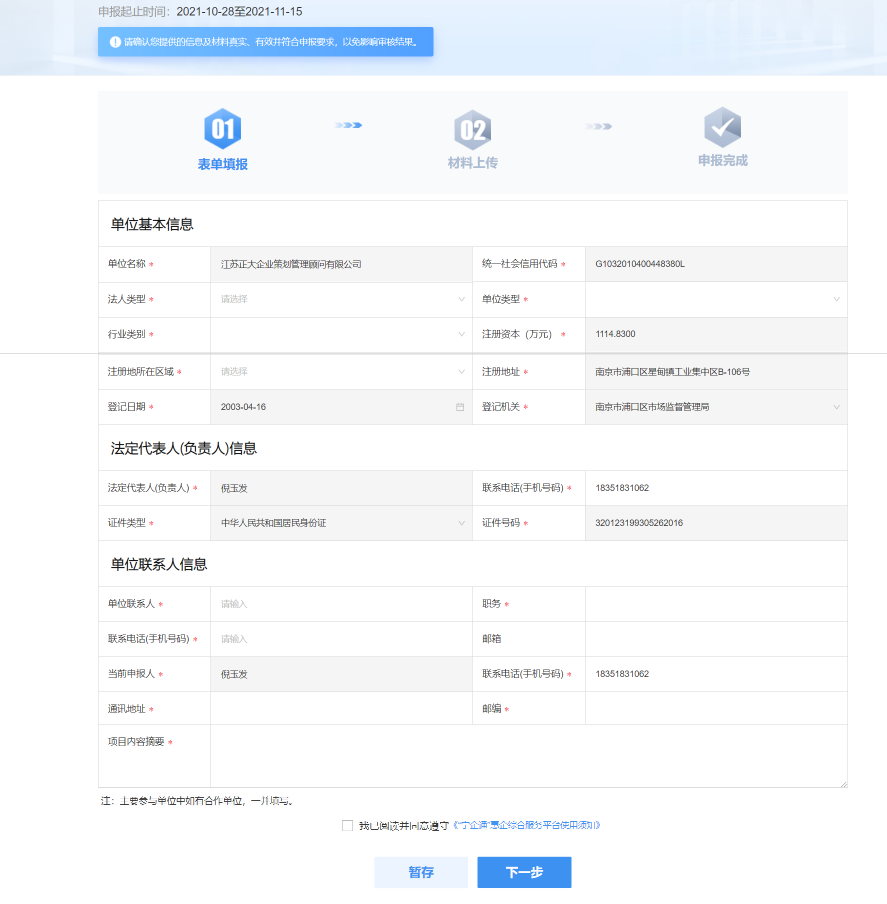 申报起止时间：2021-10-28至2021-11-15
请确认您提供的信息及材料真实、有效并符合申报要求，以免影响审核结果。
01 02
表单填报 材料上传 申报完成
单位基本信息
单位名称 * 江苏正大企业策划管理顾问有限公司 统一社会信用代码 * G1032010400448380L
法人类型 * 请选择 单位类型 *
行业类别 * 注册资本（万元） * 1114.8300
注册地所在区域 * 请选择 注册地址 * 南京市浦口区星甸镇工业集中区B-106号
登记日期 * 2003-04-16 登记机关 * 南京市浦口区市场监督管理局
法定代表人(负责人)信息
法定代表人(负责人) * 倪玉发 联系电话(手机号码) * 18351831062
证件类型 * 中华人民共和国居民身份证 证件号码 * 320123199305262016
单位联系人信息
单位联系人 * 请输入 职务 *
联系电话(手机号码) * 请输入 邮箱
当前申报人 * 倪玉发 联系电话(手机号码) * 18351831062
通讯地址 * 邮编 *
项目内容摘要 *
注：主要参与单位中如有合作单位，一并填写。
我已阅读并同意遵守《“宁企通”惠企综合服务平台使用须知》
暂存 下一步